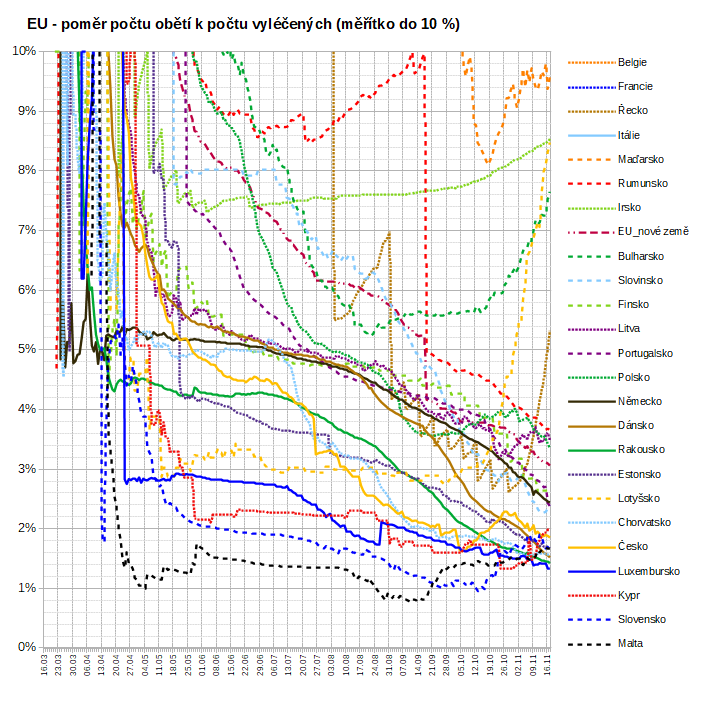 EU - poměr počtu obětí k počtu vyléčených (měřítko do 10 %)
10%
9%
8%
7%
6%
5%
4%
3%
2%
1%
0%
16.03
23.03
30.03
06.04
13.04
20.04
27.04
04.05
11.05
18.05
25.05
01.06
08.06
15.06
22.06
29.06
06.07
13.07
20.07
27.07
03.08
10.08
17.08
24.08
31.08
07.09
14.09
21.09
28.09
05.10
12.10
19.10
26.10
02.11
09.11
16.11
Belgie
Francie
Řecko
Itálie
Maďarsko
Rumunsko
Irsko
EU_nové země
Bulharsko
Slovinsko
Finsko
Litva
Portugalsko
Polsko
Německo
Dánsko
Rakousko
Estonsko
Lotyšsko
Chorvatsko
Česko
Luxembursko
Kypr
Slovensko
Malta